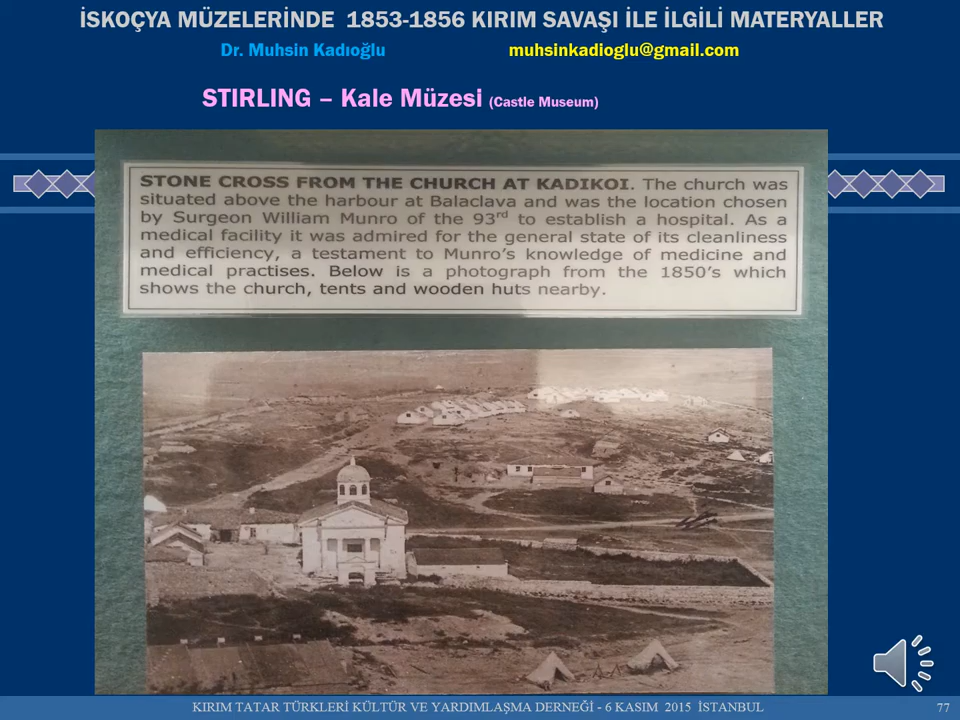 İSKOÇYA MÜZELERİNDE 1853-1856 KIRIM SAVAŞI İLE İLGİLİ MATERYALLER
Dr. Muhsin Kadıoğlu muhsinkadioglu@gmail.com
STIRLING – Kale Müzesi (Castle Museum)
STONE CROSS FROM THE CHURCH AT KADIKOI. The church was
situated above the harbour at Balaclava and was the location chosen
by Surgeon William Munro of the 93rd to establish a hospital. As a
medical facility it was admired for the general state of its cleanliness
and efficiency, a testament to Munro's knowledge of medicine and
medical practises. Below is a photograph from the 1850's which
shows the church, tents and wooden huts nearby.
KIRIM TATAR TÜRKLERİ KÜLTÜR VE YARDIMLAŞMA DERNEĞİ - 6 KASIM 2015 İSTANBUL 77